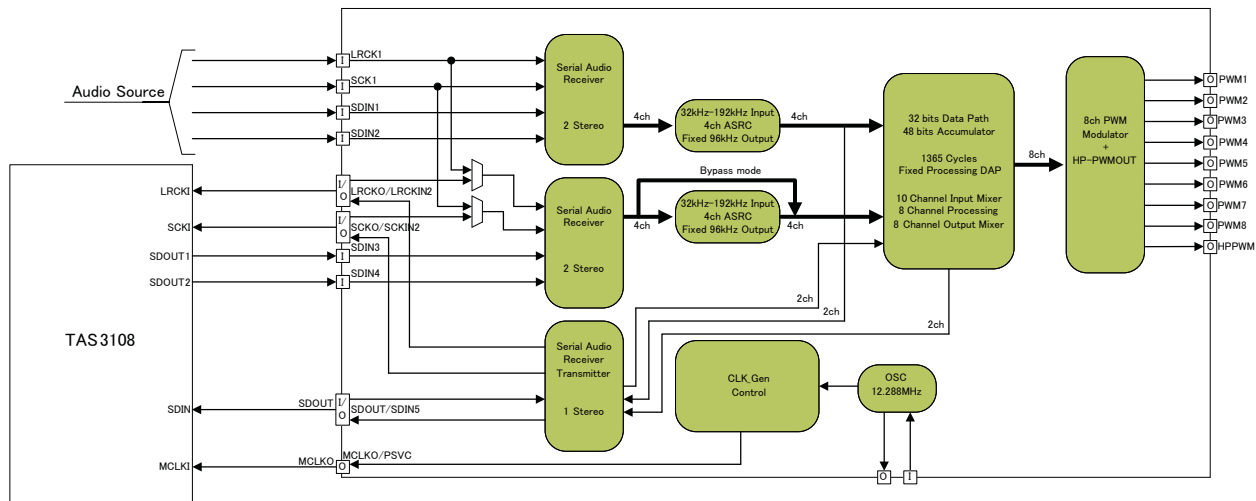 Audio Source
I
LRCK1
I
SCK1
I
SDIN1
I
SDIN2
Serial Audio
Receiver
2 Stereo
4ch
32kHz-192kHz Input
4ch ASRC
Fixed 96kHz Output
4ch
32 bits Data Path
48 bits Accumulator
1365 Cycles
Fixed Processing DAP
10 Channel Input Mixer
8 Channel Processing
8 Channel Output Mixer
8ch
8ch PWM
Modulator
+
HP-PWMOUT
O
PWM1
O
PWM2
O
PWM3
O
PWM4
O
PWM5
O
PWM6
O
PWM7
O
PWM8
O
HPPWM
TAS3108
LRCKI
I/
O
LRCKO/LRCKIN2
SCKI
I/
O
SCKO/SCKIN2
SDOUT1
I
SDIN3
SDOUT2
I
SDIN4
Serial Audio
Receiver
2 Stereo
Bypass mode
4ch
32kHz-192kHz Input
4ch ASRC
Fixed 96kHz Output
4ch
2ch
2ch
Serial Audio
Receiver
Transmitter
1 Stereo
CLK_Gen
Control
OSC
12.288MHz
SDIN
SDOUT
I/
O
SDOUT/SDIN5
MCLKI
MCLKO
O
MCLKO/PSVC
O
I